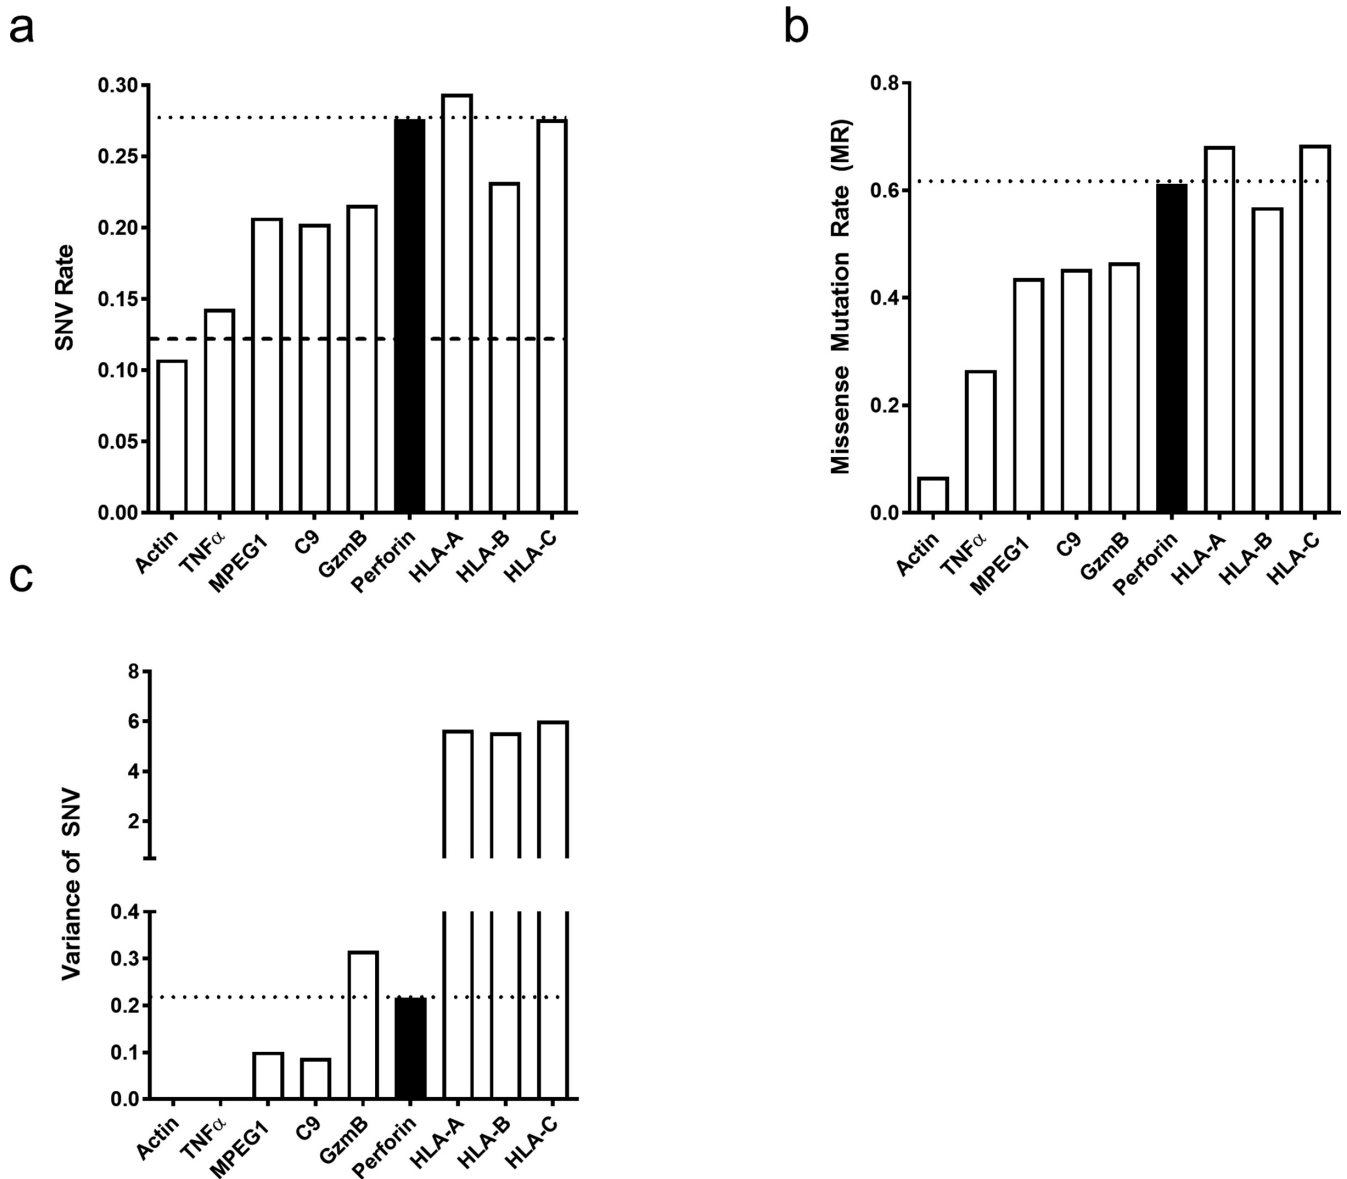 a
SNV Rate
0.30
0.25
0.20
0.15
0.10
0.05
0.00
Actin
TNFα
MPEG1
C9
GzmB
Perforin
HLA-A
HLA-B
HLA-C
b
Missense Mutation Rate (MR)
0.8
0.6
0.4
0.2
0.0
Actin
TNFα
MPEG1
C9
GzmB
Perforin
HLA-A
HLA-B
HLA-C
c
Variance of SNV
8
6
4
2
0.4
0.3
0.2
0.1
0.0
Actin
TNFα
MPEG1
C9
GzmB
Perforin
HLA-A
HLA-B
HLA-C